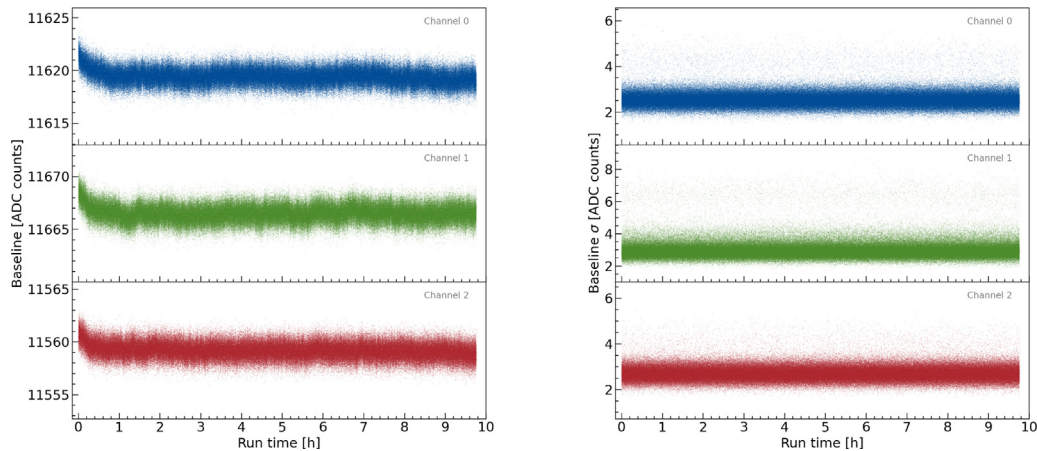 Baseline [ADC counts]
11625
11620
11615
Channel 0
11670
11665
Channel 1
11565
11560
11555
Channel 2
0 1 2 3 4 5 6 7 8 9 10
Run time [h]
Baseline σ [ADC counts]
6
4
2
Channel 0
8
6
4
2
Channel 1
6
4
2
Channel 2
0 1 2 3 4 5 6 7 8 9 10
Run time [h]